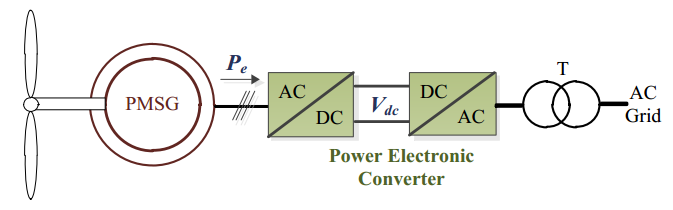 PMSG
Pe
AC
DC
Vdc
DC
AC
T
AC
Grid
Power Electronic
Converter